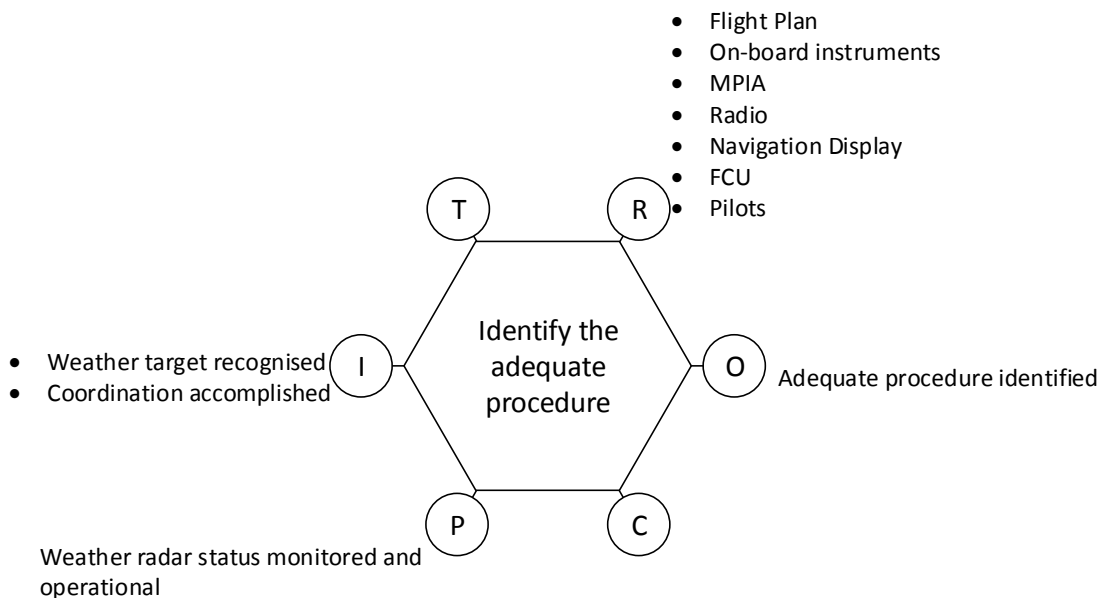 • Flight Plan
• On-board instruments
• MPIA
• Radio
• Navigation Display
• FCU
• Pilots
T
R
Identify the
adequate
procedure
• Weather target recognised
• Coordination accomplished
I
O
Adequate procedure identified
P
C
Weather radar status monitored and
operational